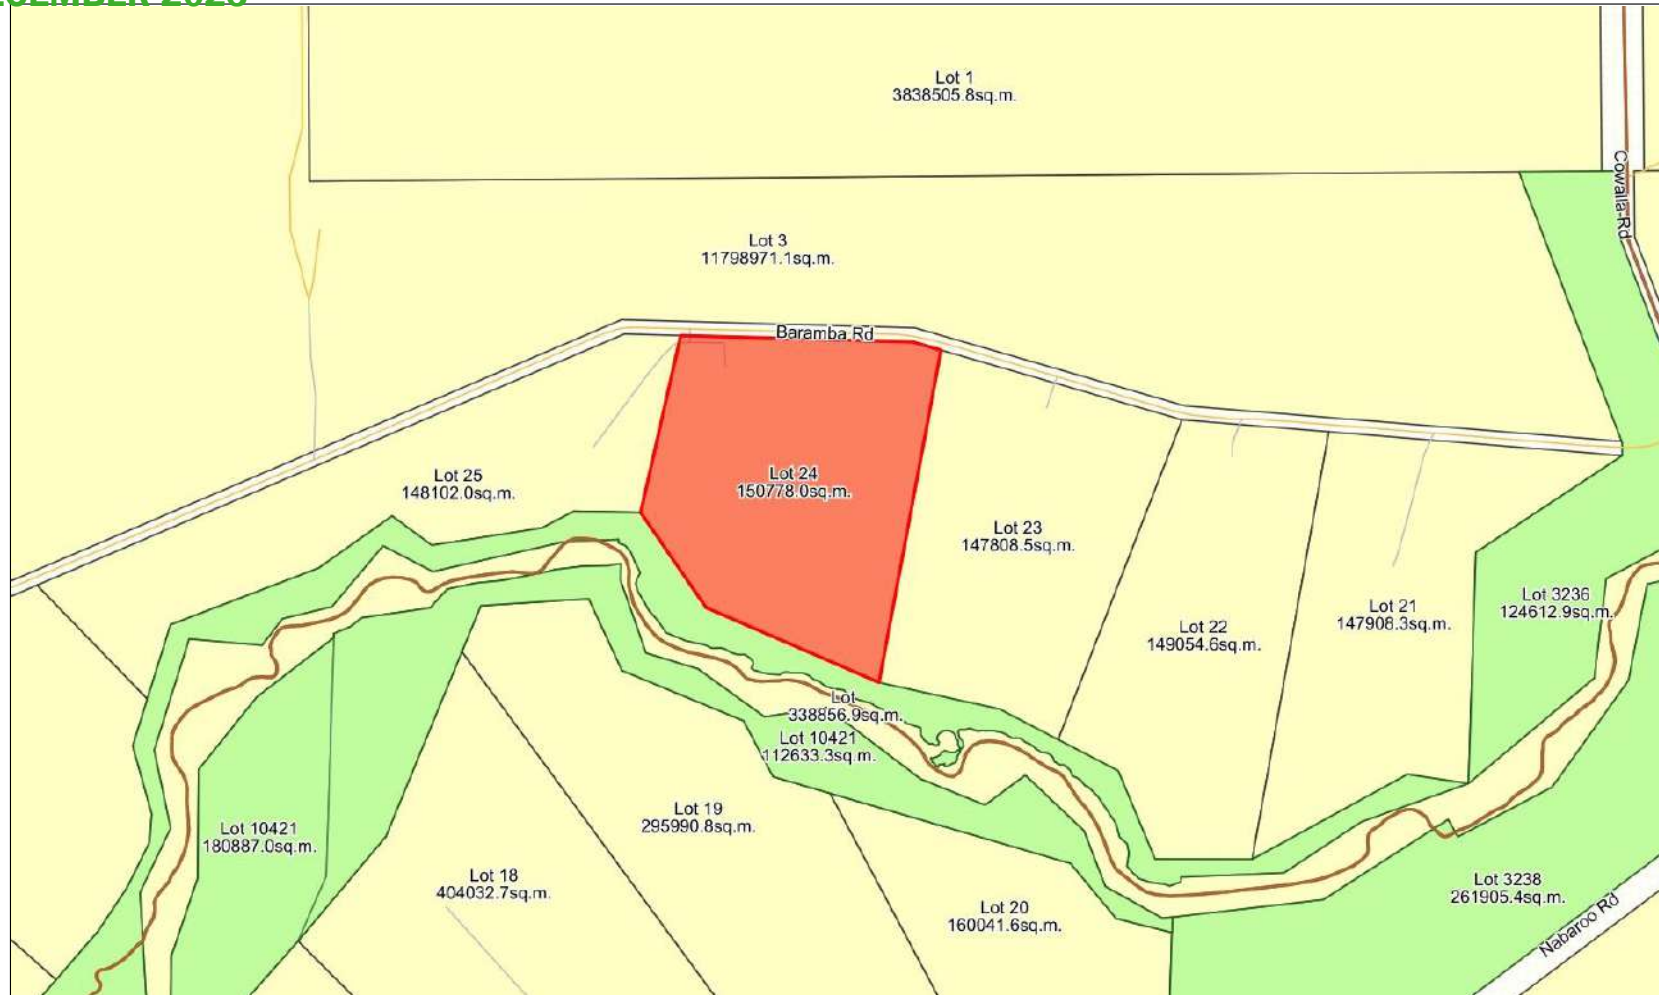 Lot 1
3838505.8sq.m.
Cowalla Rd
Lot 3
11798971.1sq.m.
Baramba Rd
Lot 24
150778.0sq.m.
Lot 25
148102.0sq.m.
Lot 23
147808.5sq.m.
Lot 3236
124612.9sq.m.
Lot 21
147908.3sq.m.
Lot 22
149054.6sq.m.
Lot
338856.9sq.m.
Lot 10421
112633.3sq.m.
Lot 19
295990.8sq.m.
Lot 10421
180887.0sq.m.
Lot 18
404032.7sq.m.
Lot 20
160041.6sq.m.
Lot 3238
261905.4sq.m.
Nabaroo Rd